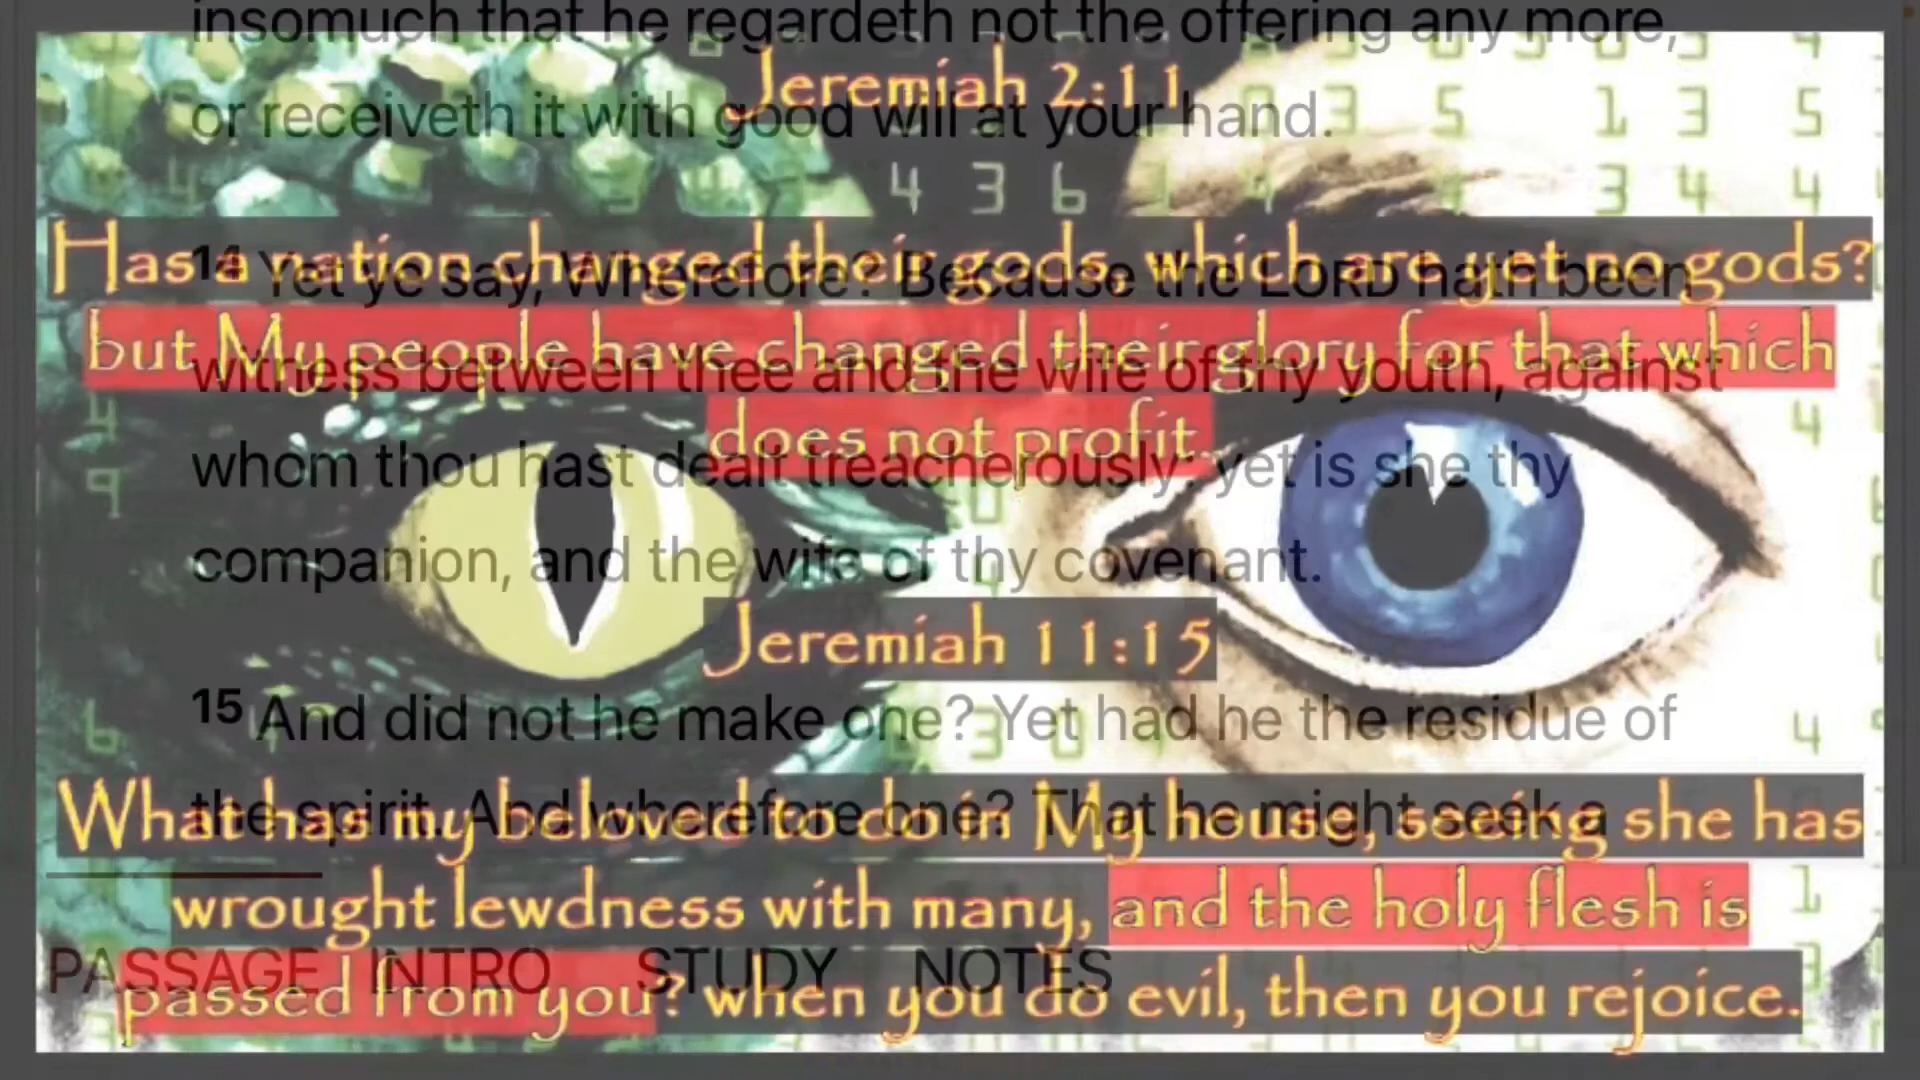 insomuch that he regardeth not the offering any more,
Jeremiah 2:11
or receiveth it with good will at your hand.
Has a nation changed their gods, which are yet no gods?
14 Yet ye say, Wherefore? Because the LORD hath been
but My people have changed their glory for that which
witness between thee and the wife of thy youth, against
does not profit.
whom thou hast dealt treacherously: yet is she thy
companion, and the wife of thy covenant.
Jeremiah 11:15
15 And did not he make one? Yet had he the residue of
What has my beloved to do in My house, seeing she has
the spirit. And wherefore one? That he might seek a
wrought lewdness with many, and the holy flesh is
PASSAGE INTRO STUDY NOTES
passed from you? when you do evil, then you rejoice.